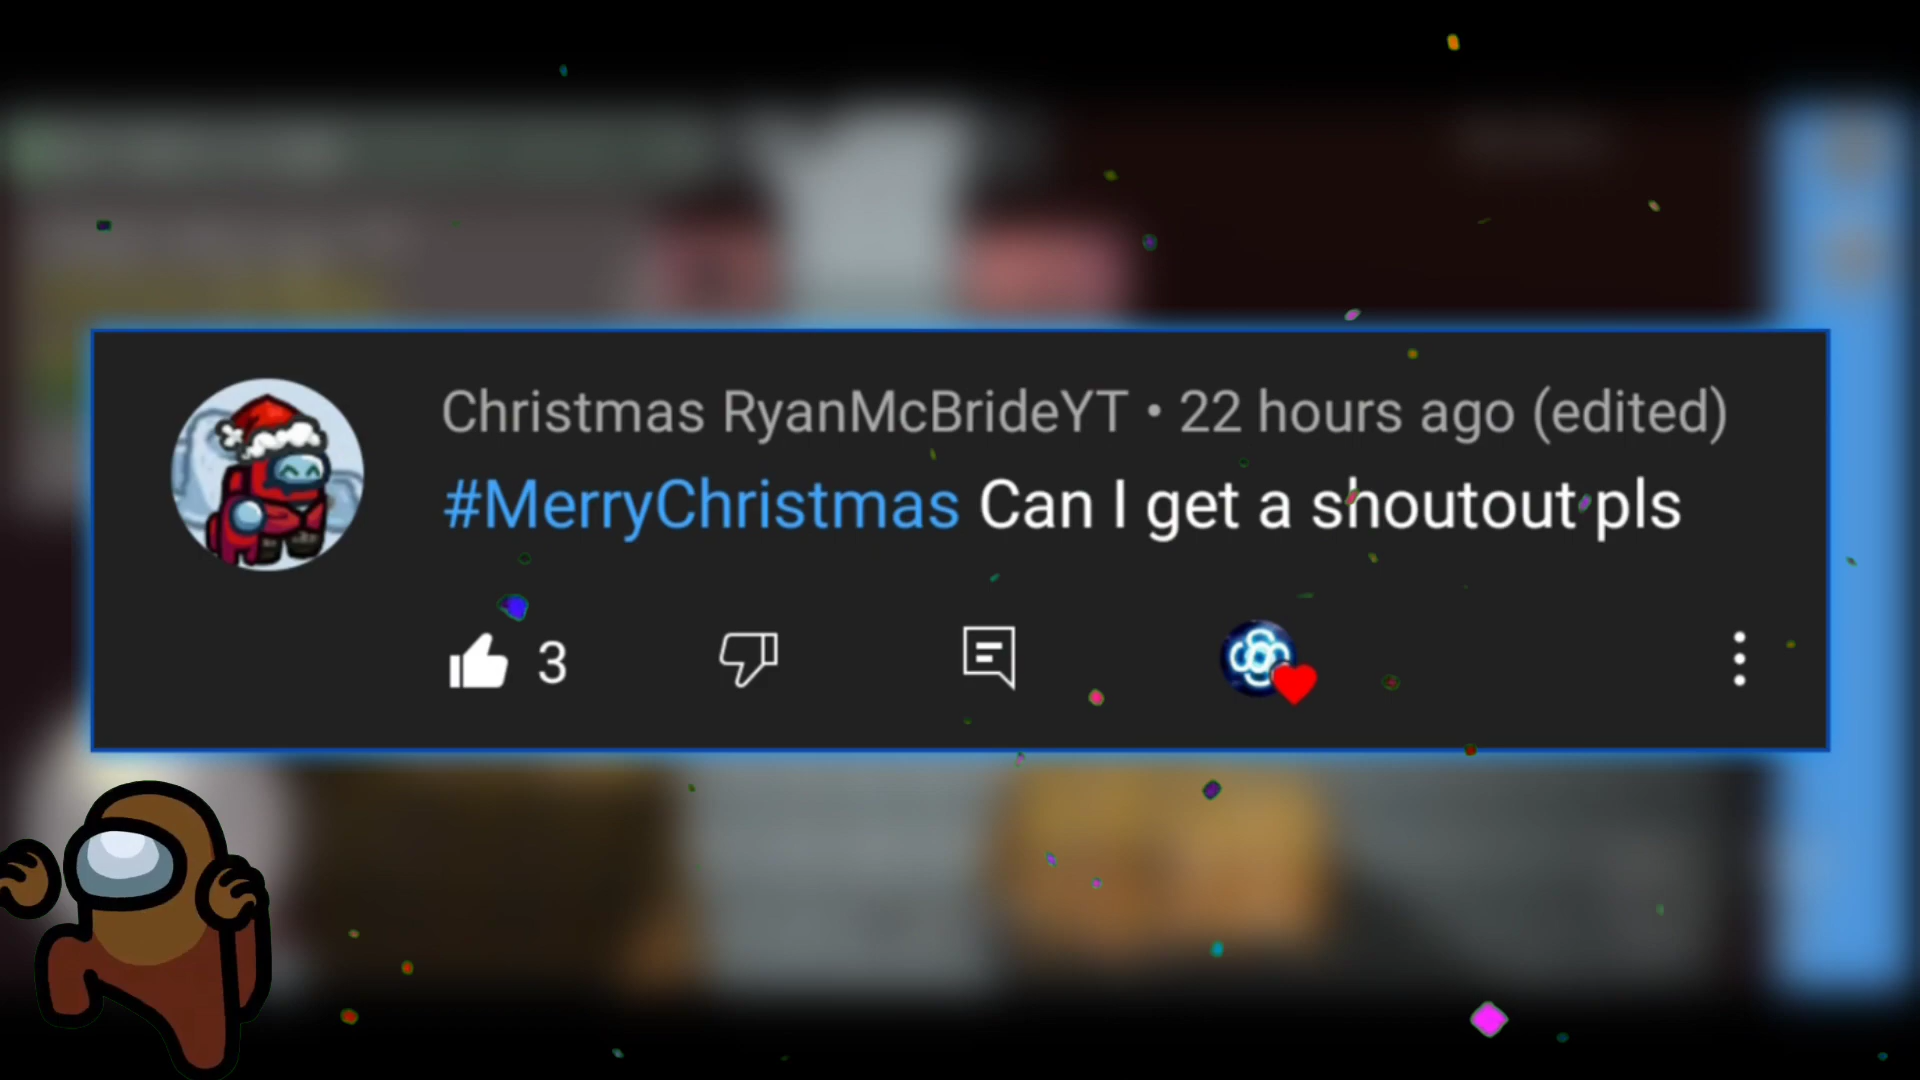 Christmas RyanMcBrideYT • 22 hours ago (edited)
#MerryChristmas Can I get a shoutout pls
3